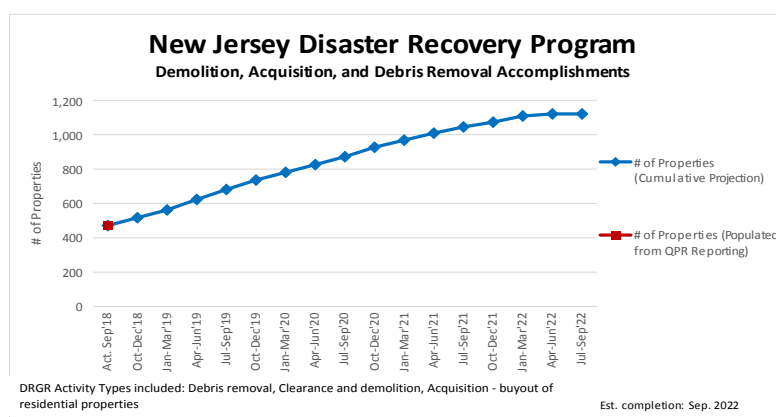 New Jersey Disaster Recovery Program
Demolition, Acquisition, and Debris Removal Accomplishments
1,200
1,000
800
600
400
200
0
# of Properties
Act. Sep'18
Oct-Dec'18
Jan-Mar'19
Apr-Jun'19
Jul-Sep'19
Oct-Dec'19
Jan-Mar'20
Apr-Jun'20
Jul-Sep'20
Oct-Dec'20
Jan-Mar'21
Apr-Jun'21
Jul-Sep'21
Oct-Dec'21
Jan-Mar'22
Apr-Jun'22
Jul-Sep'22
# of Properties
(Cumulative Projection)
# of Properties (Populated
from QPR Reporting)
DRGR Activity Types included: Debris removal, Clearance and demolition, Acquisition - buyout of
residential properties
Est. completion: Sep. 2022